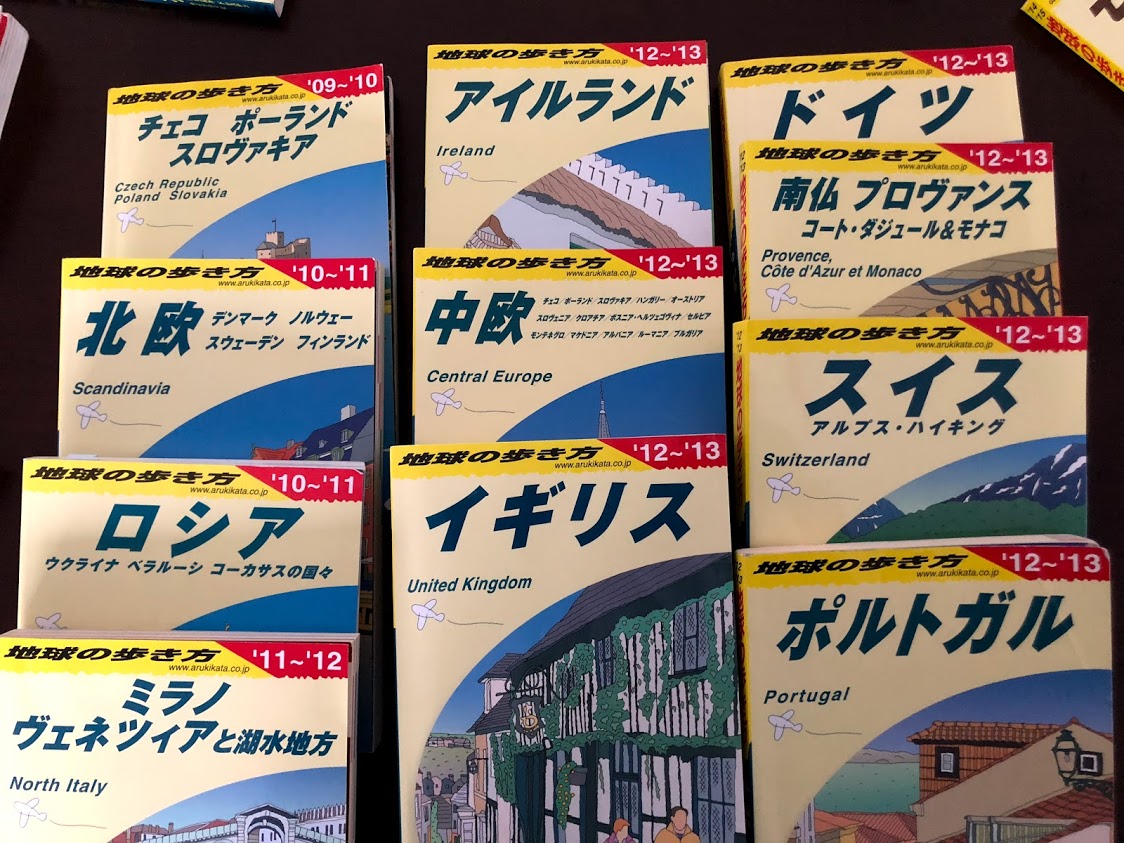 地球の歩き方 '09~'10
www.arukikata.co.jp
チェコ ポーランド
スロヴァキア
Czech Republic
Poland Slovakia
地球の歩き方 '10~'11
www.arukikata.co.jp
北欧 デンマーク ノルウェー
スウェーデン フィンランド
Scandinavia
地球の歩き方 '10~'11
www.arukikata.co.jp
ロシア
ウクライナ ベラルーシ コーカサスの国々
地球の歩き方 '11~'12
www.arukikata.co.jp
ミラノ
ヴェネツィアと湖水地方
North Italy
地球の歩き方 '12~'13
www.arukikata.co.jp
アイルランド
Ireland
地球の歩き方 '12~'13
www.arukikata.co.jp
中欧
チェコ/ポーランド/スロヴァキア/ハンガリー/オーストリア
スロヴェニア/クロアチア/ボスニア・ヘルツェゴヴィナ/セルビア
モンテネグロ/マケドニア/アルバニア/ルーマニア/ブルガリア
Central Europe
地球の歩き方 '12~'13
www.arukikata.co.jp
イギリス
United Kingdom
地球の歩き方 '12~'13
www.arukikata.co.jp
ドイツ
地球の歩き方 '12~'13
www.arukikata.co.jp
南仏 プロヴァンス
コート・ダジュール&モナコ
Provence,
Côte d'Azur et Monaco
地球の歩き方 '12~'13
www.arukikata.co.jp
スイス
アルプス・ハイキング
Switzerland
地球の歩き方 '12~'13
www.arukikata.co.jp
ポルトガル
Portugal